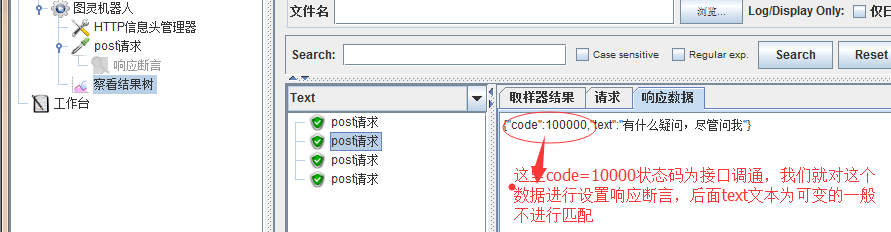 图灵机器人
HTTP信息头管理器
post请求
响应断言
察看结果树
工作台
文件名
浏览...
Log/Display Only:
仅日
Search:
Case sensitive
Regular exp.
Search
Reset
Text
取样器结果
请求
响应数据
post请求
post请求
post请求
post请求
{"code":100000,"text":"有什么疑问，尽管问我"}
这里code=10000状态码为接口调通，我们就对这个
数据进行设置响应断言，后面text文本为可变的一般
不进行匹配